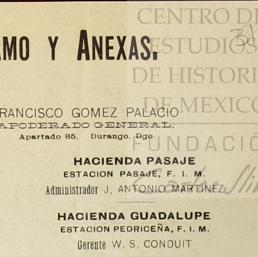 CENTRO DE
ESTUDIOS
DE HISTORI
DE MEXICO
FUNDACIÓ
AMO Y ANEXAS.
FRANCISCO GOMEZ PALACIO
APODERADO GENERAL.
Apartado 85, Durango, Dgo.
HACIENDA PASAJE
ESTACION PASAJE, F. I. M.
Administrador J. ANTONIO MARTINEZ
HACIENDA GUADALUPE
ESTACION PEDRICEÑA, F. I. M.
Gerente W. S. CONDUIT